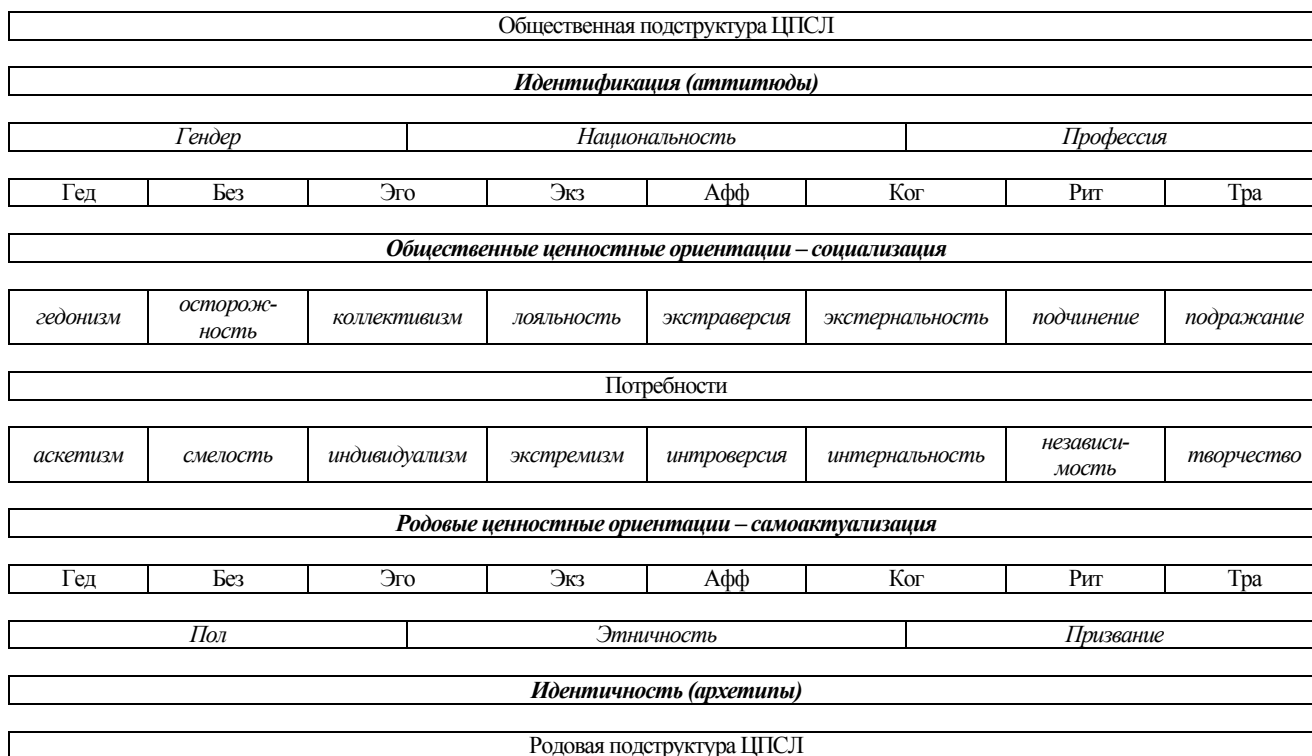 Общественная подструктура ЦПСЛ
Идентификация (аттитюды)
Гендер Национальность Профессия
Гед Без Эго Экз Афф Ког Рит Тра
Общественные ценностные ориентации – социализация
гедонизм осторож-
ность коллективизм лояльность экстраверсия экстернальность подчинение подражание
Потребности
аскетизм смелость индивидуализм экстремизм интроверсия интернальность независи-
мость творчество
Родовые ценностные ориентации – самоактуализация
Гед Без Эго Экз Афф Ког Рит Тра
Пол Этничность Призвание
Идентичность (архетипы)
Родовая подструктура ЦПСЛ